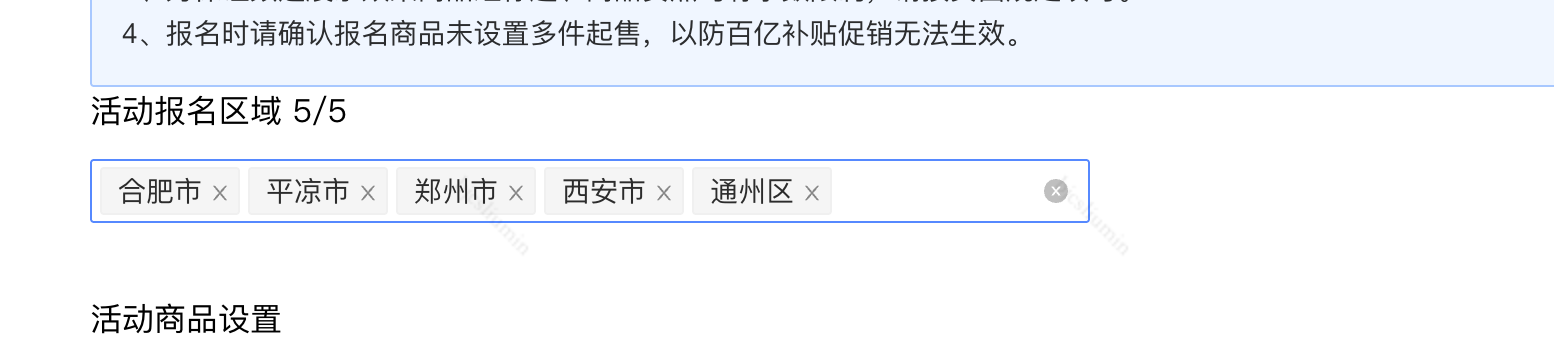 4、报名时请确认报名商品未设置多件起售，以防百亿补贴促销无法生效。
活动报名区域 5/5
合肥市 平凉市 郑州市 西安市 通州区
活动商品设置